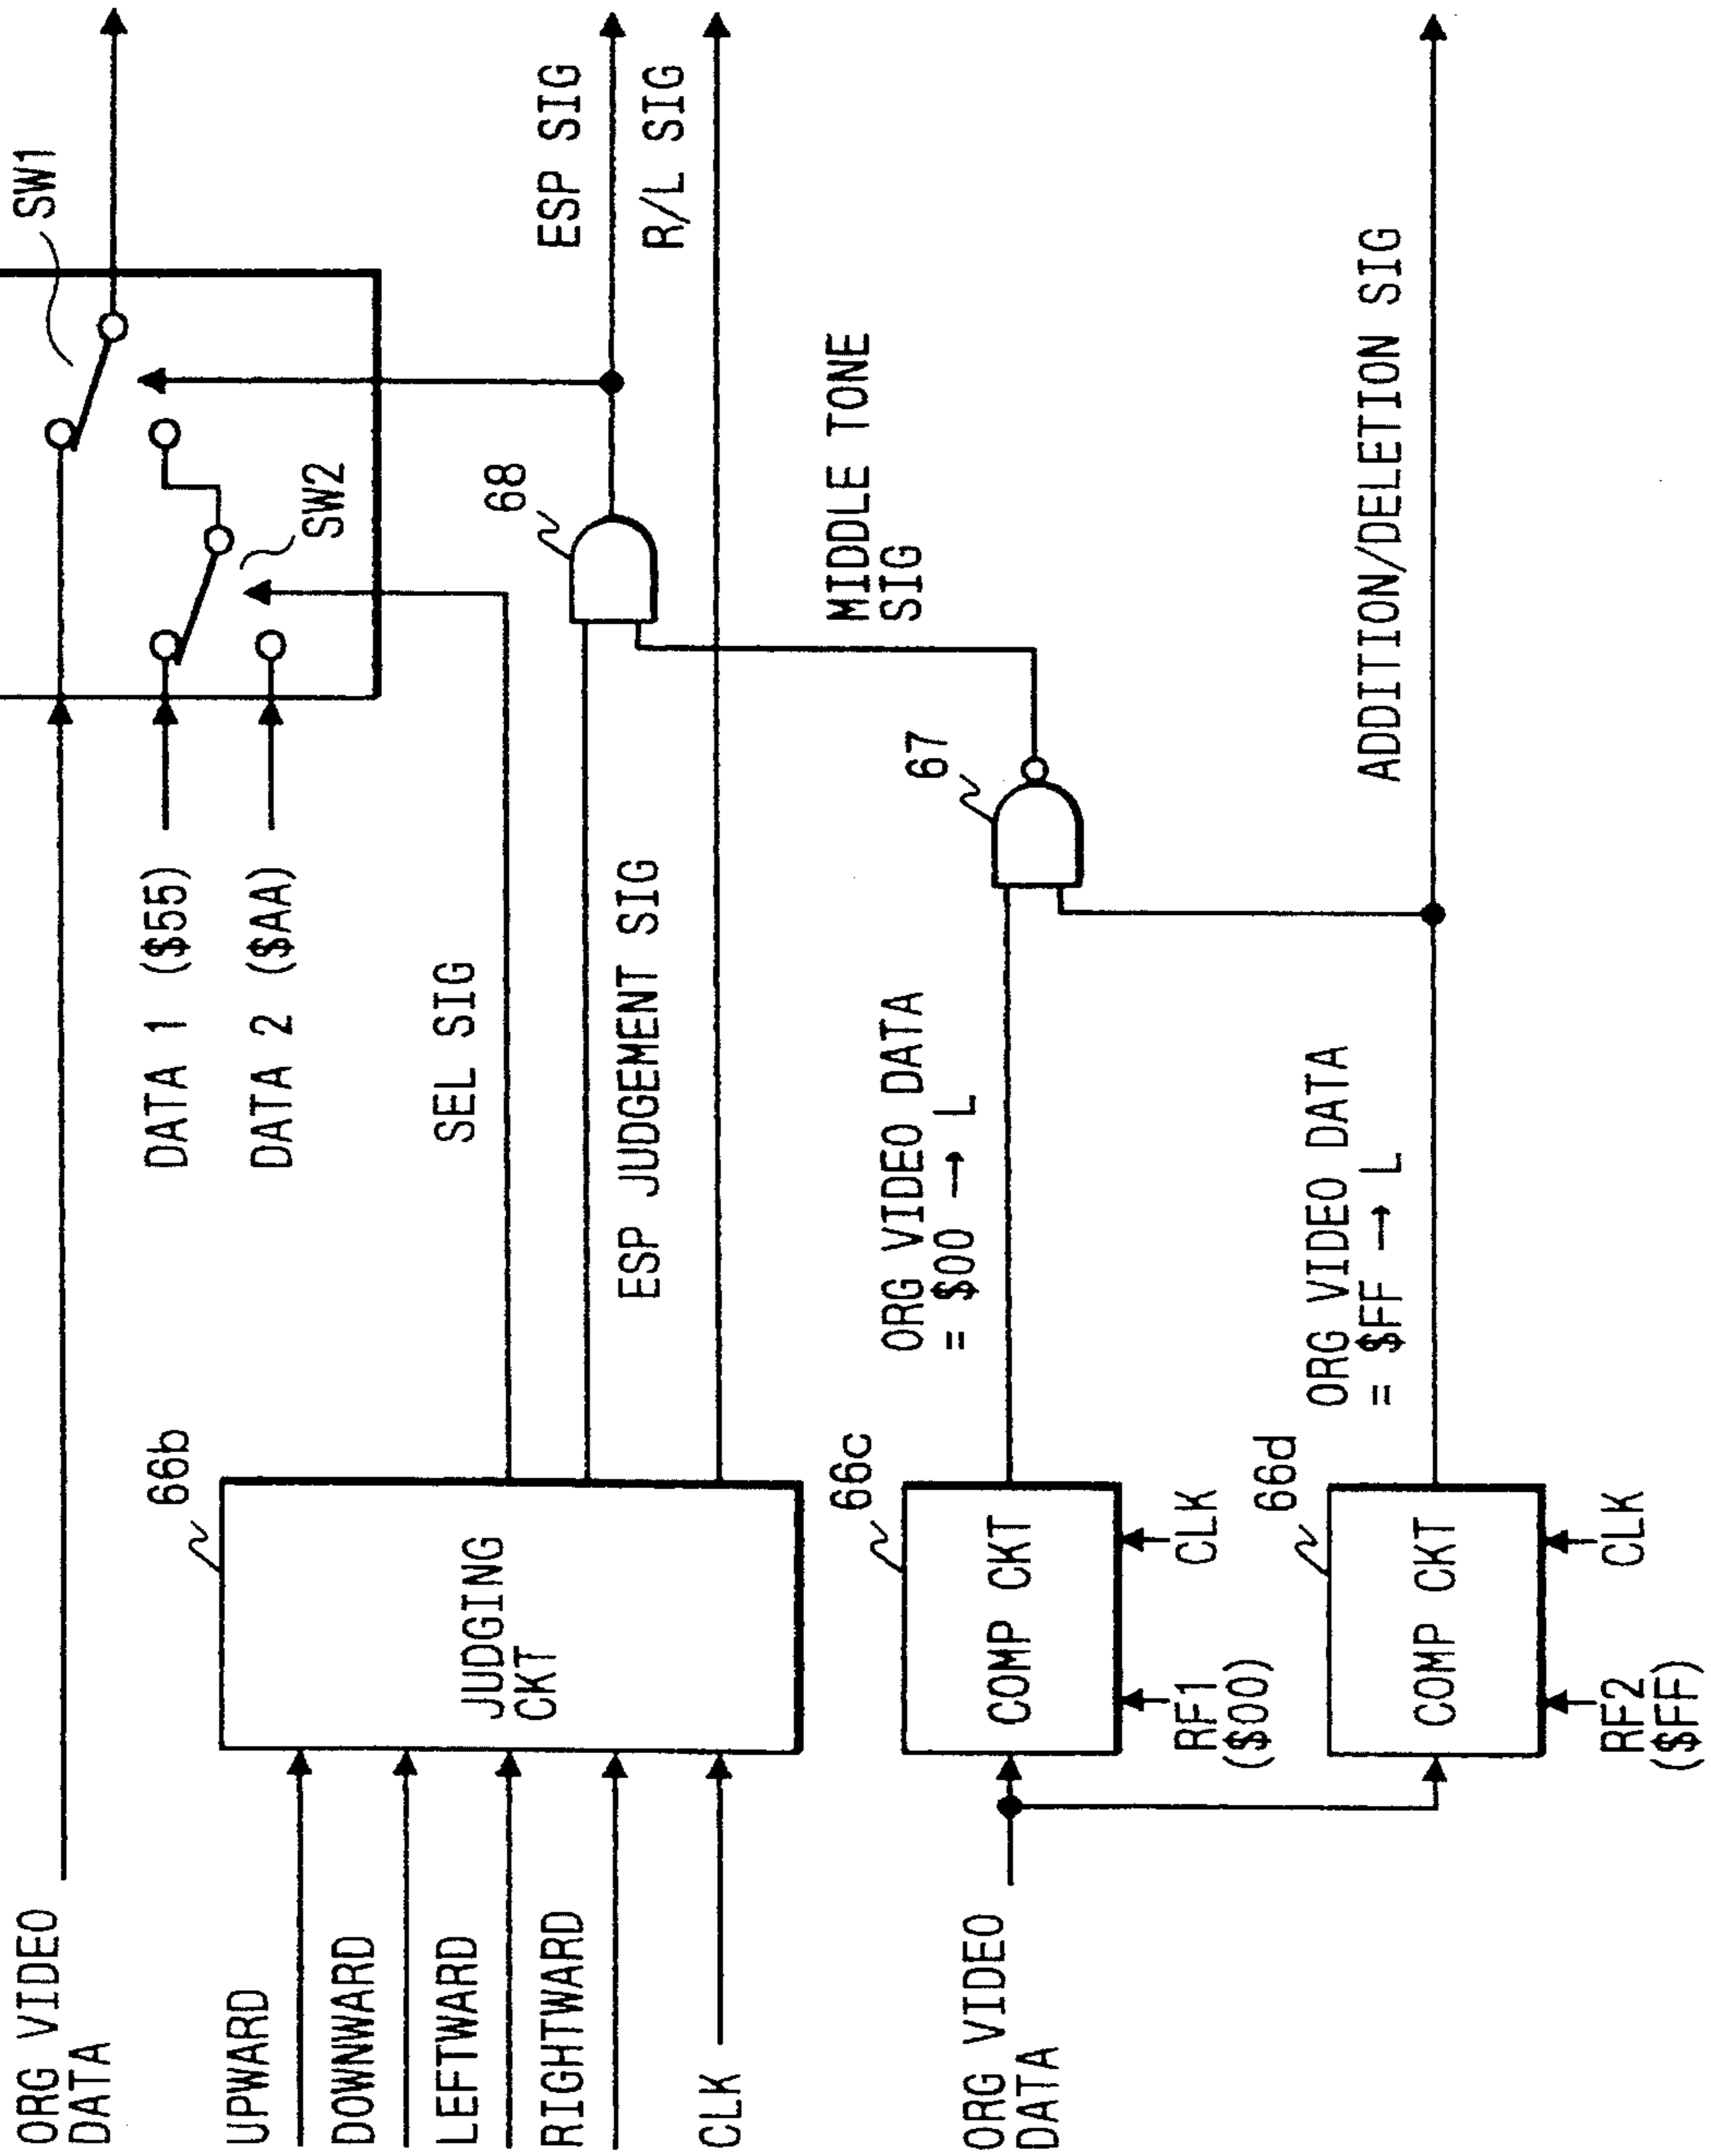 SW1
ORG VIDEO
DATA
DATA 1 ($55)
DATA 2 ($AA)
SW2
66b
UPWARD
DOWNWARD
LEFTWARD
RIGHTWARD
CLK
JUDGING
CKT
SEL SIG
ESP JUDGEMENT SIG
68
ESP SIG
R/L SIG
MIDDLE TONE
SIG
66c
ORG VIDEO
DATA
COMP CKT
RF1
($00)
CLK
ORG VIDEO DATA
= $00 → L
67
66d
COMP CKT
RF2
($FF)
CLK
ORG VIDEO DATA
= $FF → L
ADDITION/DELETION SIG